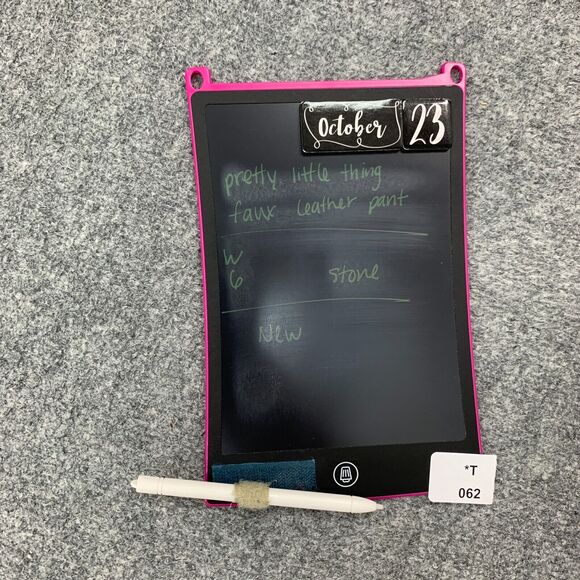 October 23
pretty little thing
faux leather pant
W
6 stone
New
*T
062